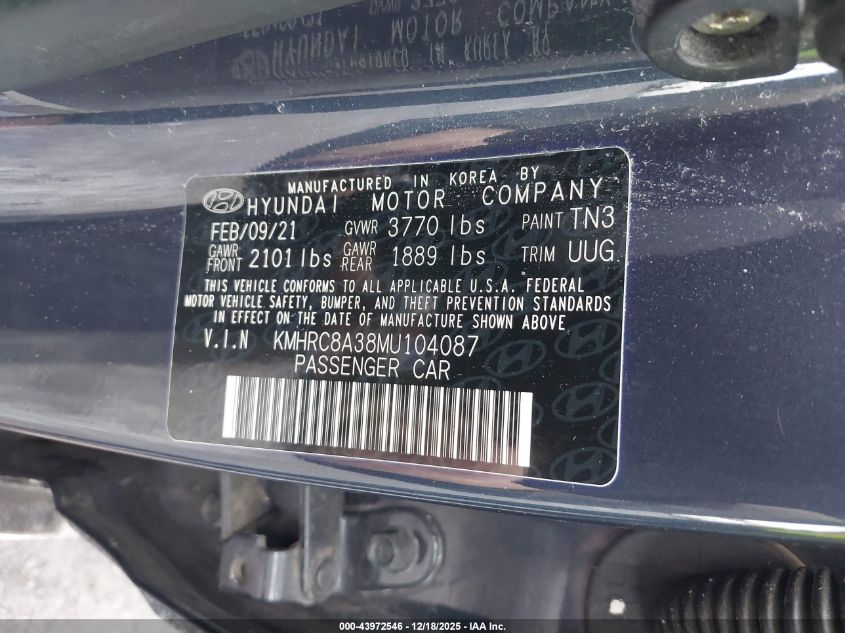 MANUFACTURED IN KOREA BY
HYUNDAI MOTOR COMPANY
FEB/09/21 GVWR 3770 lbs PAINT TN3
GAWR FRONT 2101 lbs GAWR REAR 1889 lbs TRIM UUG
THIS VEHICLE CONFORMS TO ALL APPLICABLE U.S.A. FEDERAL
MOTOR VEHICLE SAFETY, BUMPER, AND THEFT PREVENTION STANDARDS
IN EFFECT ON THE DATE OF MANUFACTURE SHOWN ABOVE
V.I.N KMHRC8A38MU104087
PASSENGER CAR
000-43972546 - 12/18/2025 - IAA Inc.